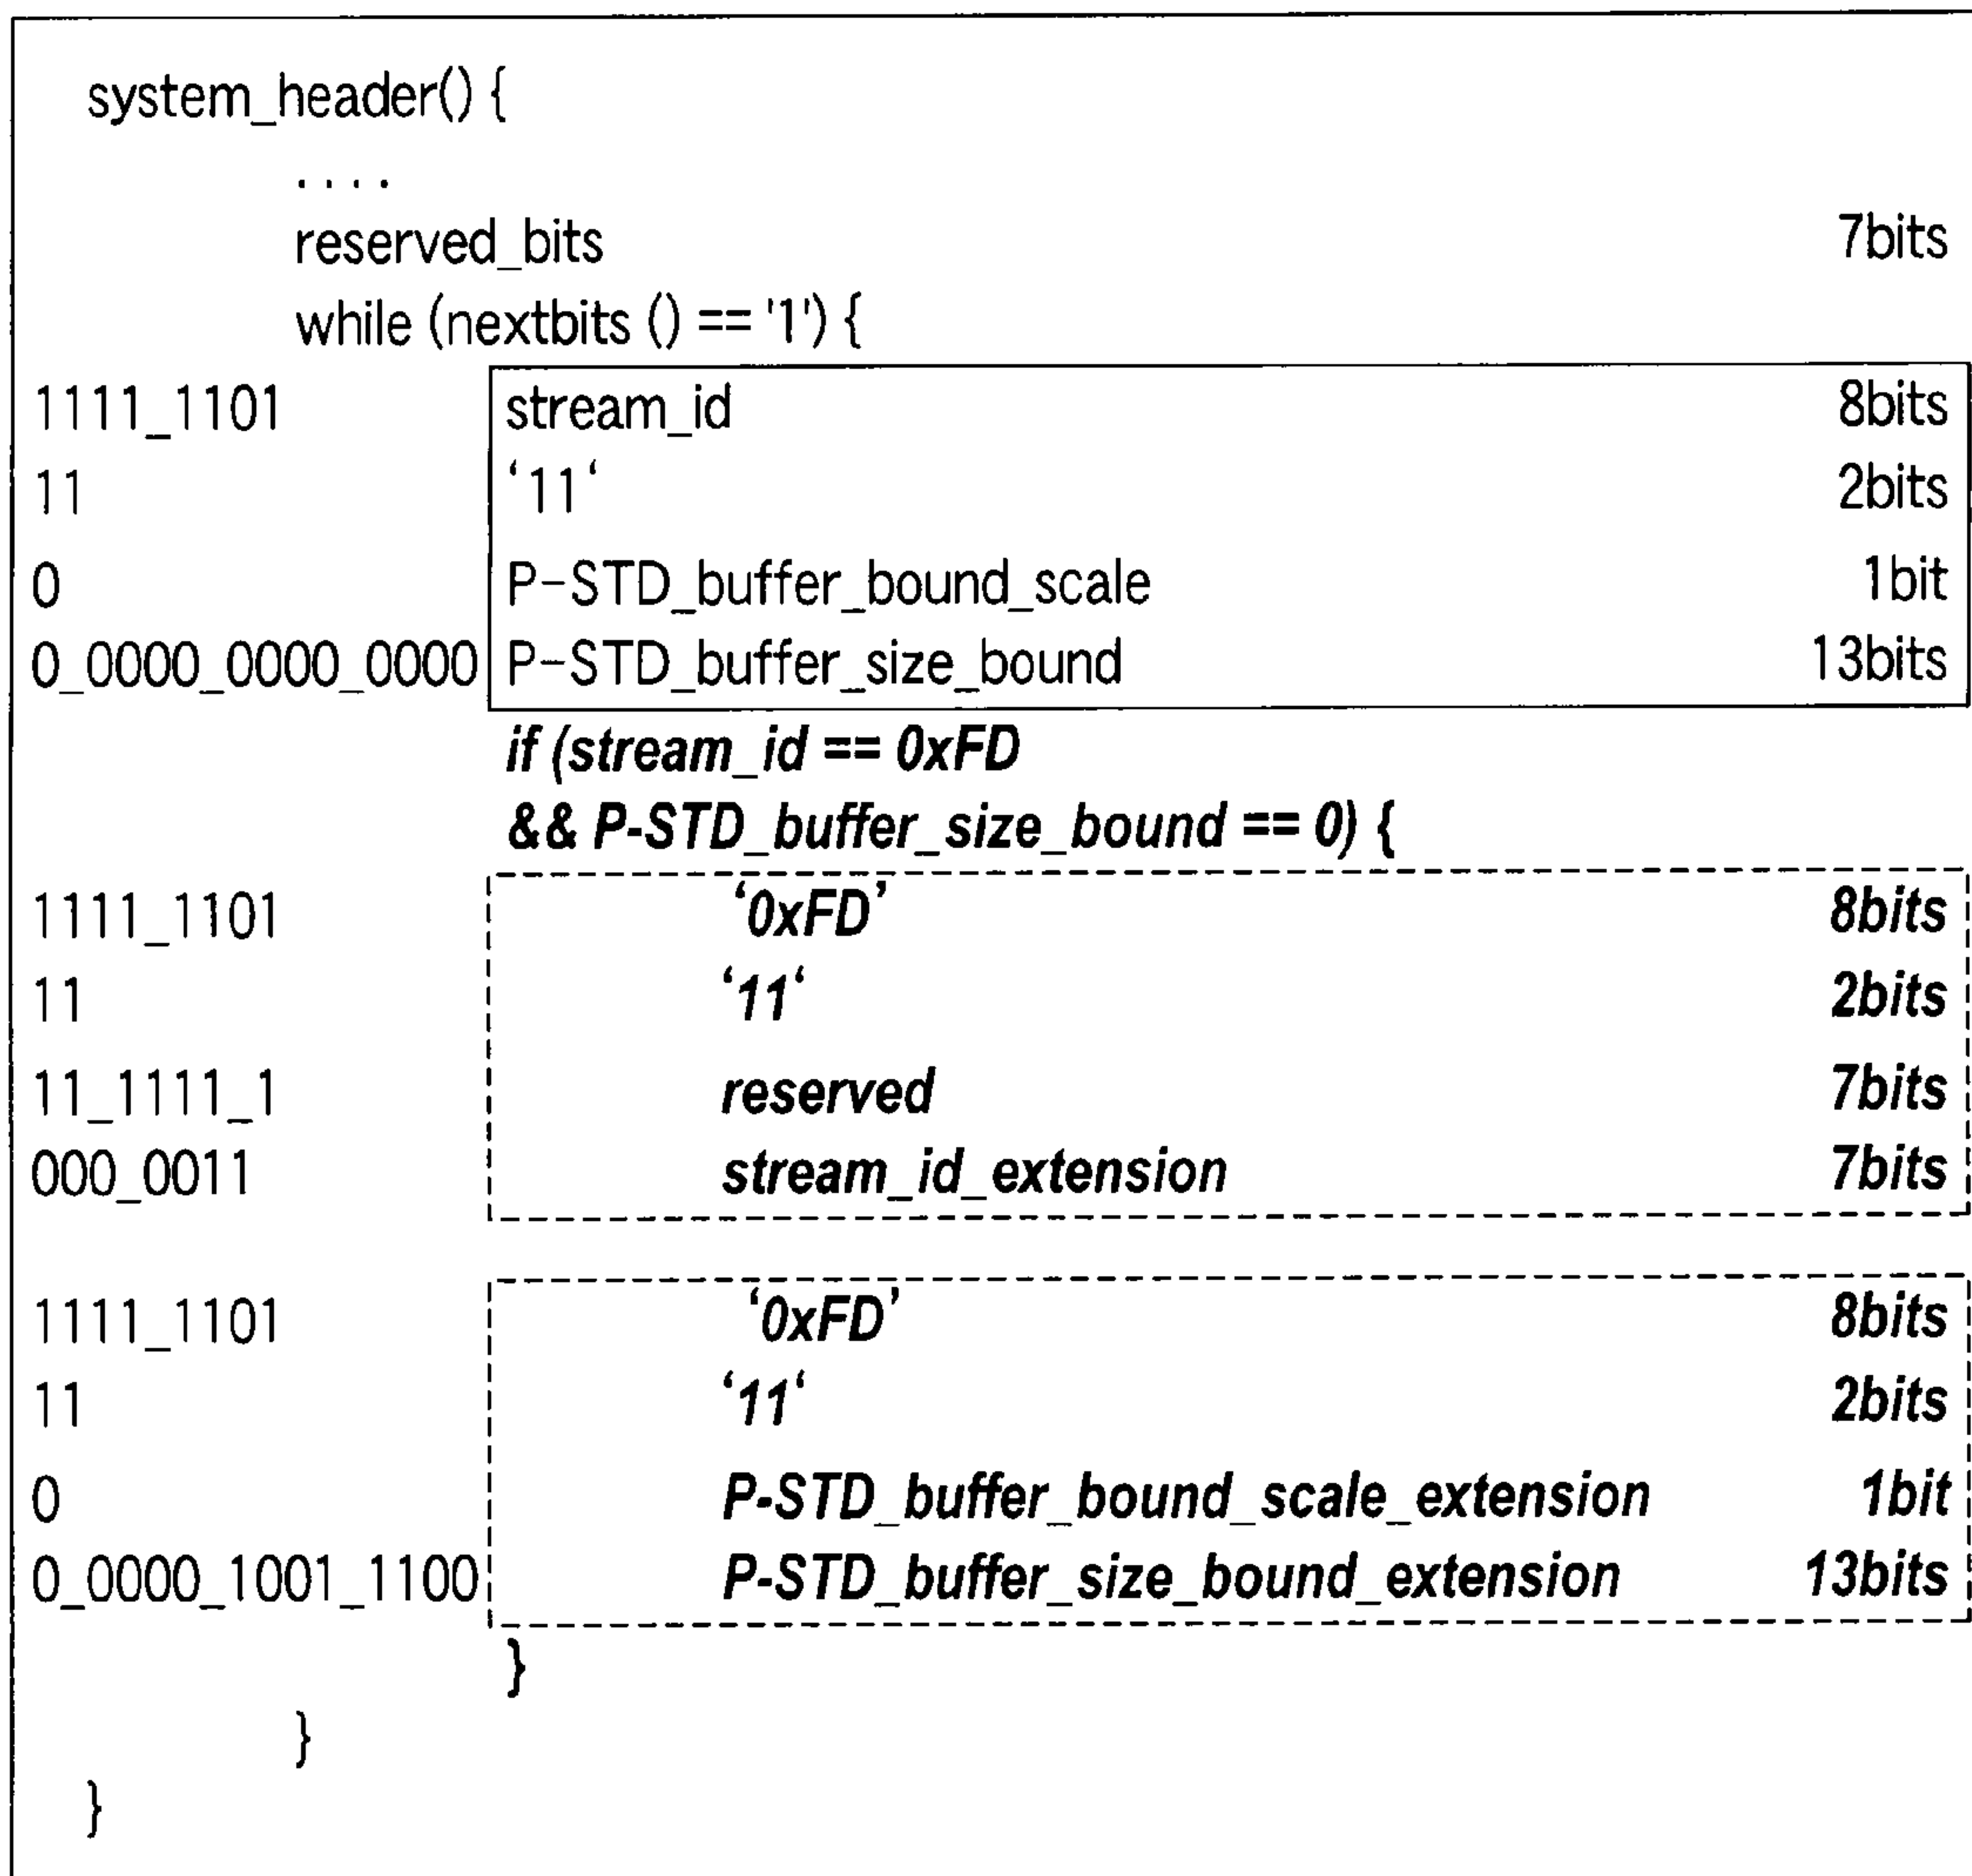 system_header() {
. . . .
reserved_bits 7bits
while (nextbits () == '1') {
1111_1101 stream_id 8bits
11 ‘11‘ 2bits
0 P-STD_buffer_bound_scale 1bit
0_0000_0000_0000 P-STD_buffer_size_bound 13bits
if (stream_id == 0xFD
&& P-STD_buffer_size_bound == 0) {
1111_1101 ‘0xFD’ 8bits
11 ‘11‘ 2bits
11_1111_1 reserved 7bits
000_0011 stream_id_extension 7bits
1111_1101 ‘0xFD’ 8bits
11 ‘11‘ 2bits
0 P-STD_buffer_bound_scale_extension 1bit
0_0000_1001_1100 P-STD_buffer_size_bound_extension 13bits
}
}
}